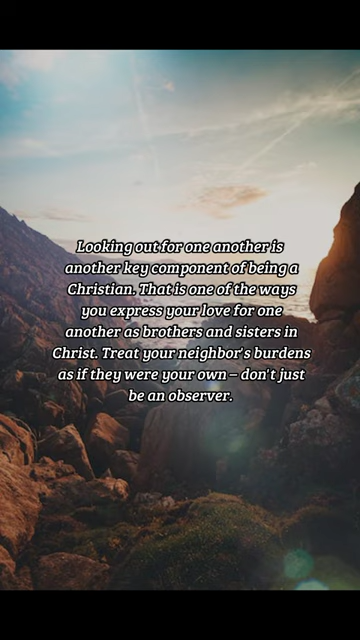 Looking out for one another is
another key component of being a
Christian. That is one of the ways
you express your love for one
another as brothers and sisters in
Christ. Treat your neighbor's burdens
as if they were your own – don't just
be an observer.